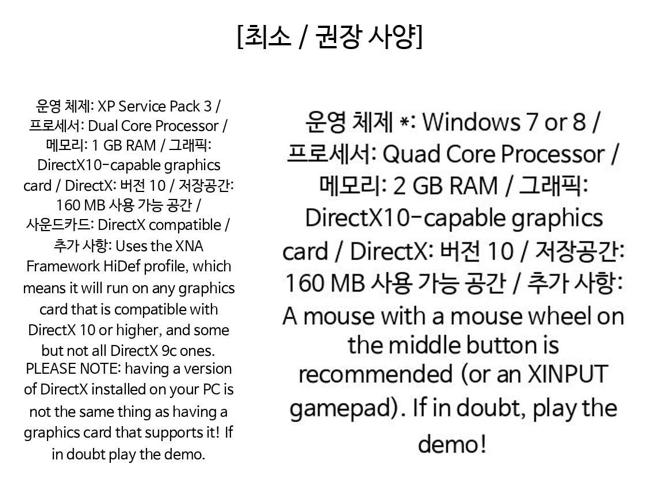 [최소 / 권장 사양]
운영 체제: XP Service Pack 3 /
프로세서: Dual Core Processor /
메모리: 1 GB RAM / 그래픽:
DirectX10-capable graphics
card / DirectX: 버전 10 / 저장공간:
160 MB 사용 가능 공간 /
사운드카드: DirectX compatible /
추가 사항: Uses the XNA
Framework HiDef profile, which
means it will run on any graphics
card that is compatible with
DirectX 10 or higher, and some
but not all DirectX 9c ones.
PLEASE NOTE: having a version
of DirectX installed on your PC is
not the same thing as having a
graphics card that supports it! If
in doubt play the demo.
운영 체제 *: Windows 7 or 8 /
프로세서: Quad Core Processor /
메모리: 2 GB RAM / 그래픽:
DirectX10-capable graphics
card / DirectX: 버전 10 / 저장공간:
160 MB 사용 가능 공간 / 추가 사항:
A mouse with a mouse wheel on
the middle button is
recommended (or an XINPUT
gamepad). If in doubt, play the
demo!